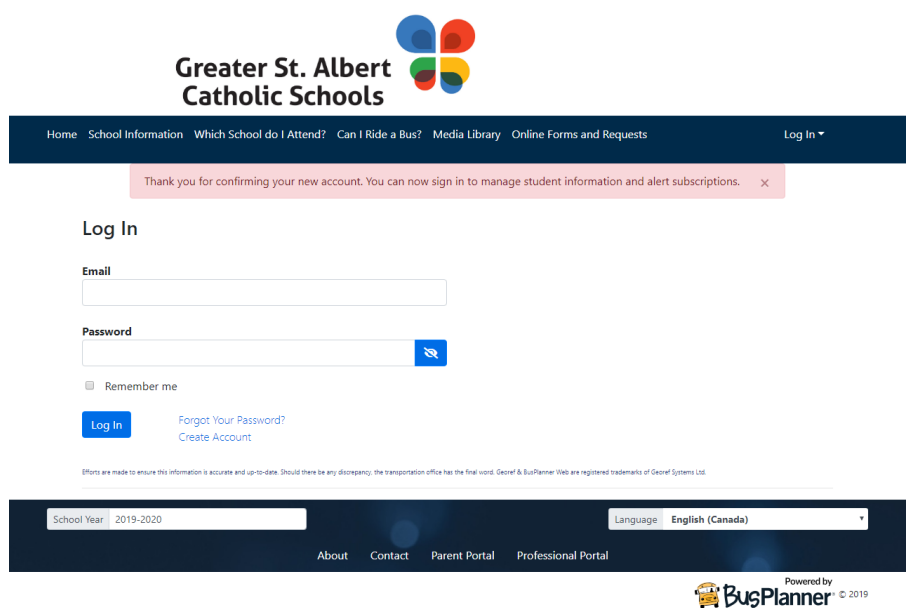 Greater St. Albert
Catholic Schools
Home School Information Which School do I Attend? Can I Ride a Bus? Media Library Online Forms and Requests Log In
Thank you for confirming your new account. You can now sign in to manage student information and alert subscriptions. ×
Log In
Email
Password
Remember me
Log In Forgot Your Password?
Create Account
Efforts are made to ensure this information is accurate and up-to-date. Should there be any discrepancy, the transportation office has the final word. Georef & BusPlanner Web are registered trademarks of Georef Systems Ltd.
School Year 2019-2020 Language English (Canada)
About Contact Parent Portal Professional Portal
Powered by
BusPlanner © 2019